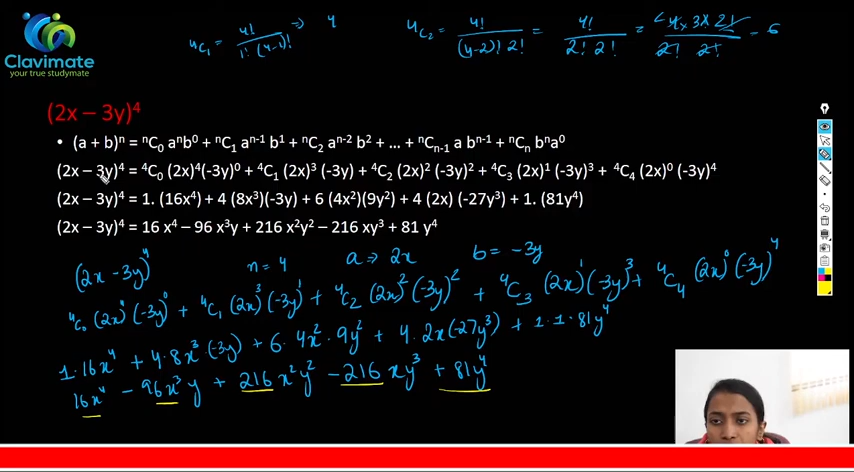 ⁴C₁ = 4! / 1! (4-1)! ⇒ 4
⁴C₂ = 4! / (4-2)! 2! = 4! / 2! 2! = 4 × 3 × 2! / 2! 2! = 6
Clavimate
your true studymate
(2x – 3y)⁴
• (a + b)ⁿ = ⁿC₀ aⁿb⁰ + ⁿC₁ aⁿ⁻¹ b¹ + ⁿC₂ aⁿ⁻² b² + ... + ⁿCₙ₋₁ a bⁿ⁻¹ + ⁿCₙ bⁿa⁰
(2x – 3y)⁴ = ⁴C₀ (2x)⁴(-3y)⁰ + ⁴C₁ (2x)³ (-3y) + ⁴C₂ (2x)² (-3y)² + ⁴C₃ (2x)¹ (-3y)³ + ⁴C₄ (2x)⁰ (-3y)⁴
(2x – 3y)⁴ = 1. (16x⁴) + 4 (8x³)(-3y) + 6 (4x²)(9y²) + 4 (2x) (-27y³) + 1. (81y⁴)
(2x – 3y)⁴ = 16 x⁴ – 96 x³y + 216 x²y² – 216 xy³ + 81 y⁴
(2x - 3y)⁴ n = 4 a ⇒ 2x b = -3y
⁴C₀ (2x)⁴ (-3y)⁰ + ⁴C₁ (2x)³ (-3y)¹ + ⁴C₂ (2x)² (-3y)² + ⁴C₃ (2x)¹ (-3y)³ + ⁴C₄ (2x)⁰ (-3y)⁴
1. 16x⁴ + 4. 8x³. (-3y) + 6. 4x². 9y² + 4. 2x (-27y³) + 1. 1. 81y⁴
16x⁴ - 96x³y + 216 x²y² - 216 xy³ + 81y⁴